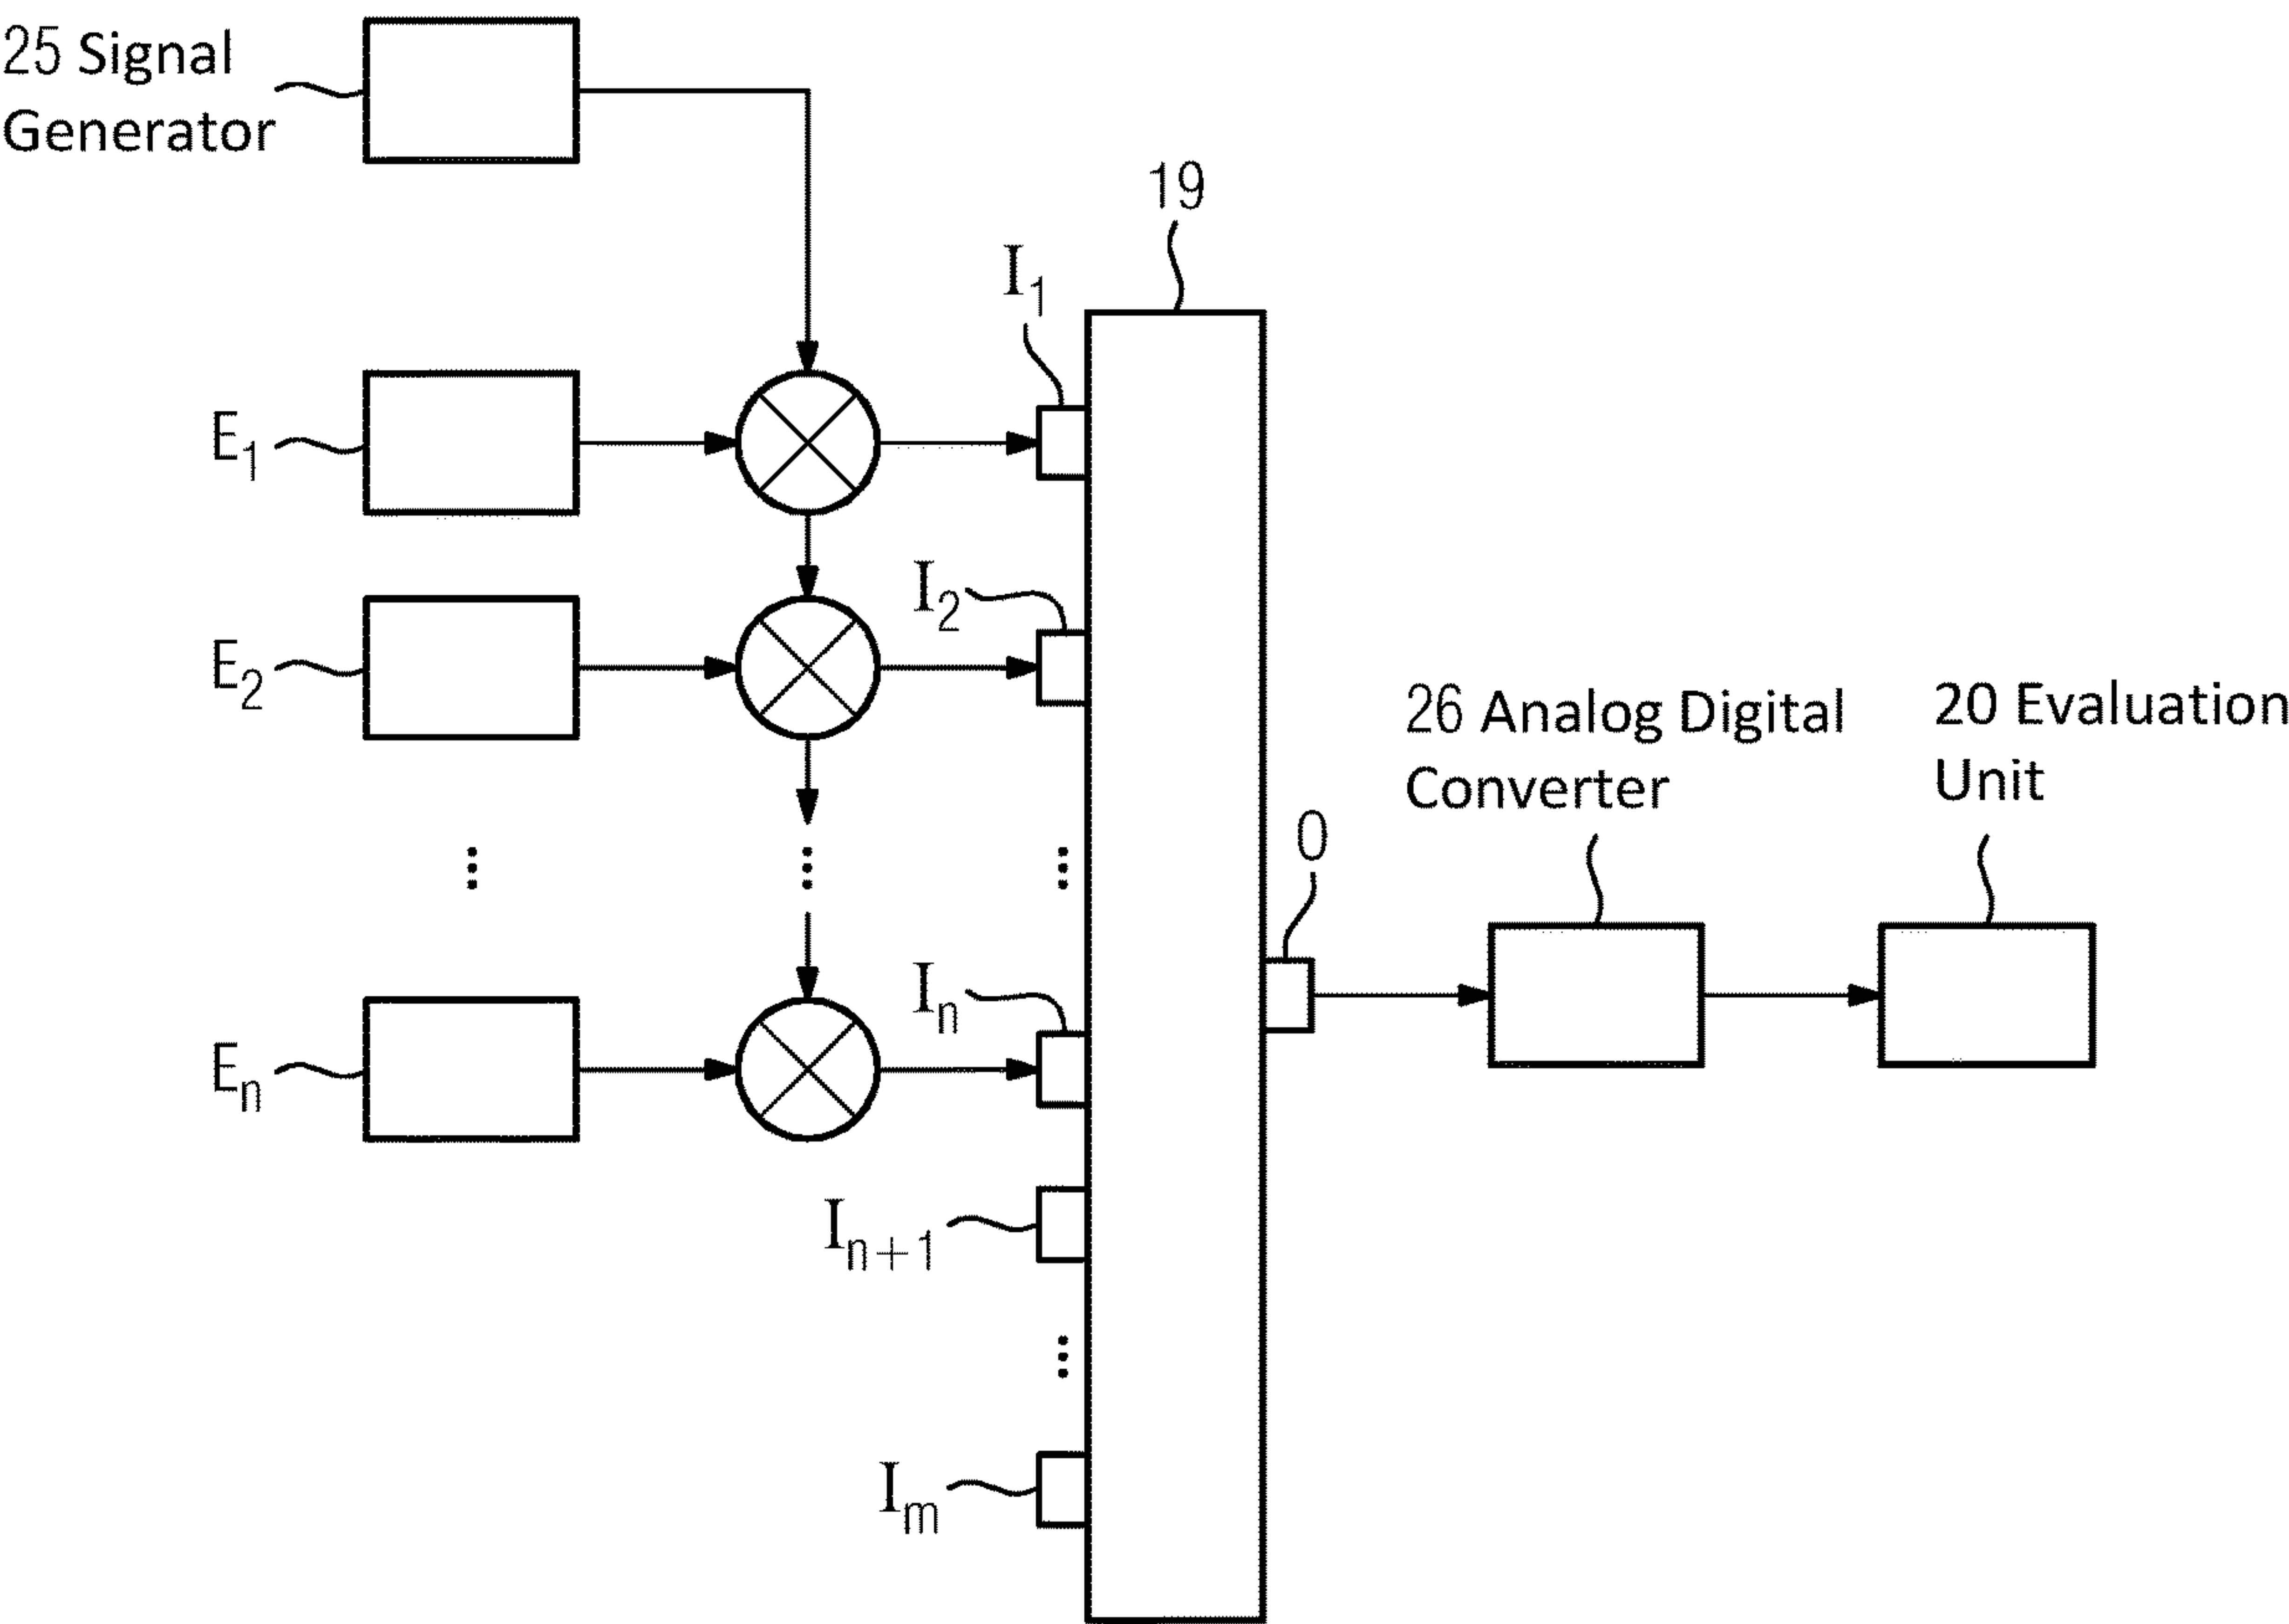 25 Signal
Generator
19
I₁
E₁
I₂
E₂
26 Analog Digital
Converter
20 Evaluation
Unit
0
...
...
...
Iₙ
Eₙ
Iₙ₊₁
...
Iₘ